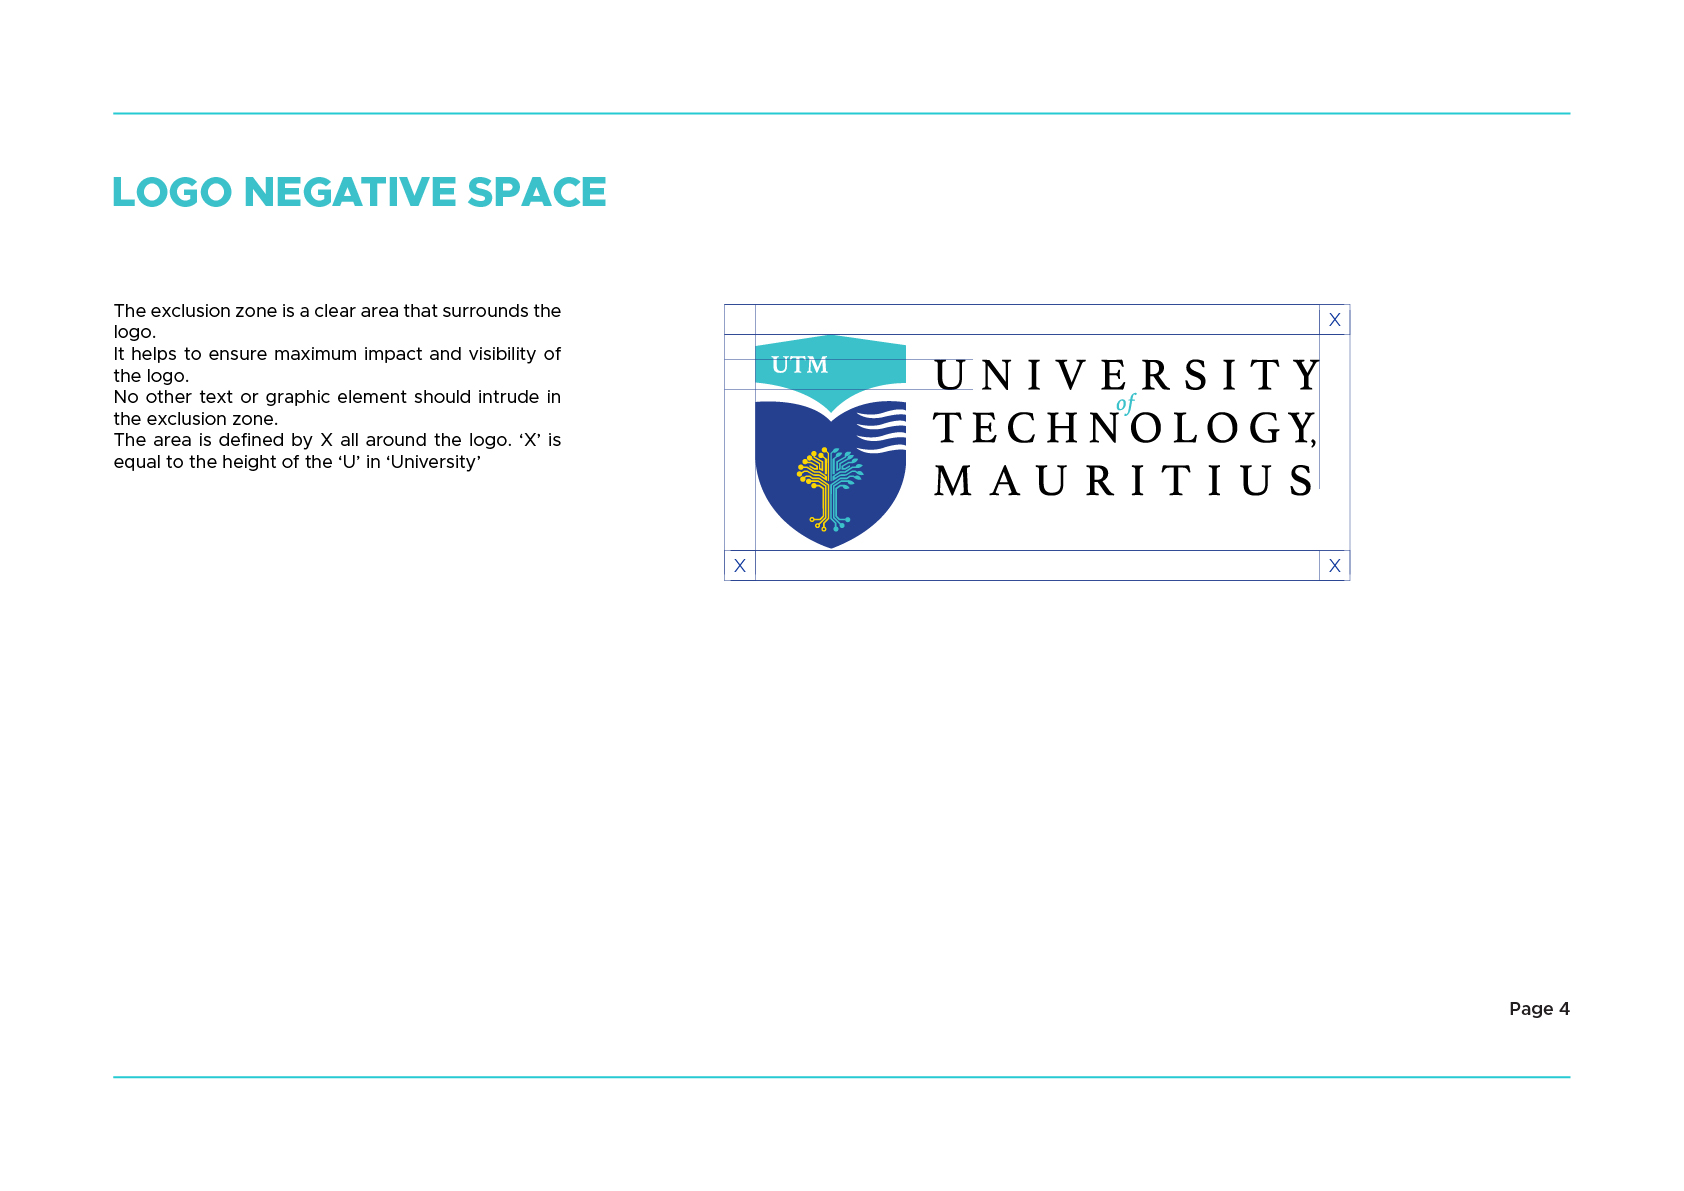 LOGO NEGATIVE SPACE
The exclusion zone is a clear area that surrounds the
logo.
It helps to ensure maximum impact and visibility of
the logo.
No other text or graphic element should intrude in
the exclusion zone.
The area is defined by X all around the logo. ‘X’ is
equal to the height of the ‘U’ in ‘University’
X
UTM
UNIVERSITY
of
TECHNOLOGY,
MAURITIUS
X
X
Page 4